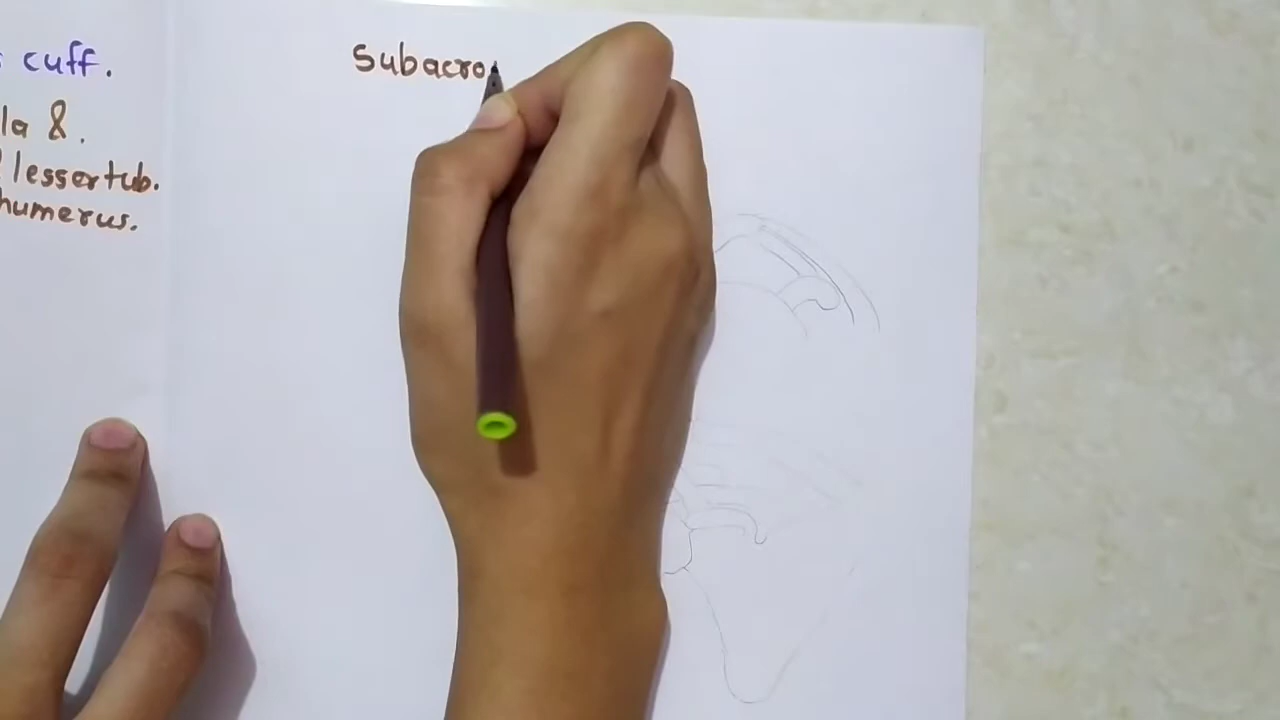 cuff.
la &.
lessertub.
humerus.
Subacro